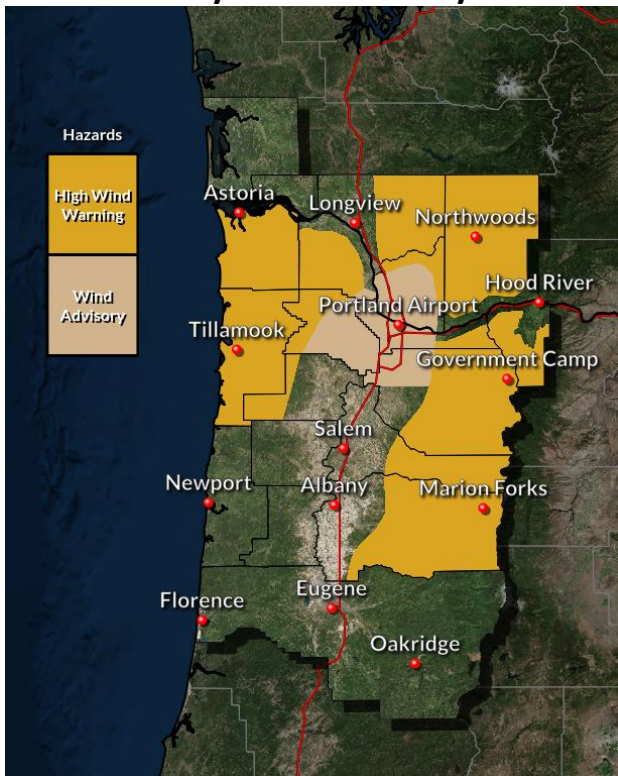 Hazards
High Wind
Warning
Wind
Advisory
Astoria
Longview
Northwoods
Hood River
Portland Airport
Tillamook
Government Camp
Salem
Newport
Albany
Marion Forks
Eugene
Florence
Oakridge